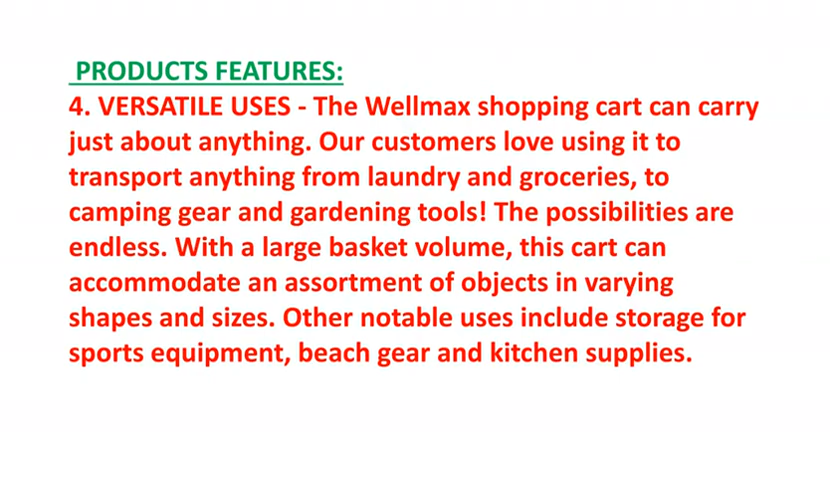 PRODUCTS FEATURES:
4. VERSATILE USES - The Wellmax shopping cart can carry
just about anything. Our customers love using it to
transport anything from laundry and groceries, to
camping gear and gardening tools! The possibilities are
endless. With a large basket volume, this cart can
accommodate an assortment of objects in varying
shapes and sizes. Other notable uses include storage for
sports equipment, beach gear and kitchen supplies.